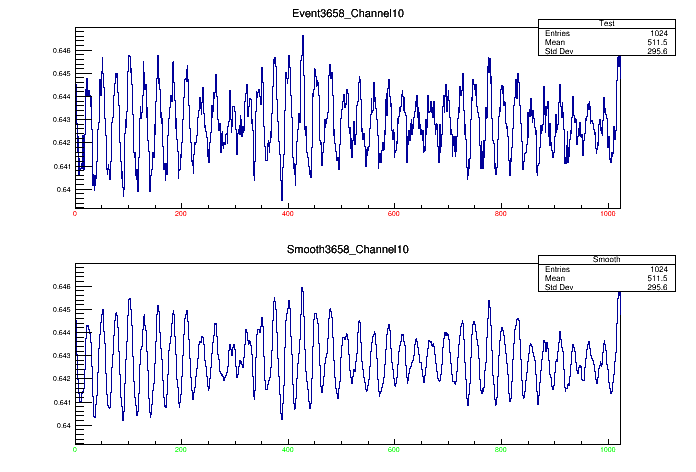 Event3658_Channel10
Test
Entries 1024
Mean 511.5
Std Dev 295.6
0.646
0.645
0.644
0.643
0.642
0.641
0.64
0 200 400 600 800 1000
Smooth3658_Channel10
Smooth
Entries 1024
Mean 511.5
Std Dev 295.6
0.646
0.645
0.644
0.643
0.642
0.641
0.64
0 200 400 600 800 1000